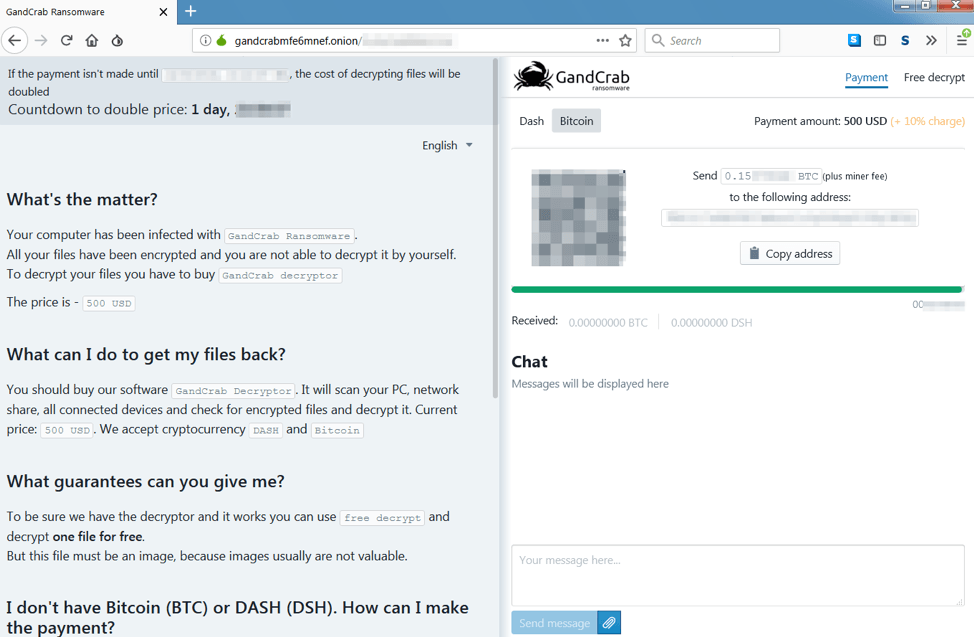 GandCrab Ransomware
gandcrabmfe6mnef.onion/
Search
If the payment isn't made until , the cost of decrypting files will be
doubled
Countdown to double price: 1 day,
English
What's the matter?
Your computer has been infected with GandCrab Ransomware.
All your files have been encrypted and you are not able to decrypt it by yourself.
To decrypt your files you have to buy GandCrab decryptor
The price is - 500 USD
What can I do to get my files back?
You should buy our software GandCrab Decryptor. It will scan your PC, network
share, all connected devices and check for encrypted files and decrypt it. Current
price: 500 USD. We accept cryptocurrency DASH and Bitcoin
What guarantees can you give me?
To be sure we have the decryptor and it works you can use free decrypt and
decrypt one file for free.
But this file must be an image, because images usually are not valuable.
I don't have Bitcoin (BTC) or DASH (DSH). How can I make
the payment?
GandCrab
ransomware
Payment Free decrypt
Dash Bitcoin Payment amount: 500 USD (+ 10% charge)
Send 0.15 BTC (plus miner fee)
to the following address:
Copy address
00
Received: 0.00000000 BTC 0.00000000 DSH
Chat
Messages will be displayed here
Your message here...
Send message